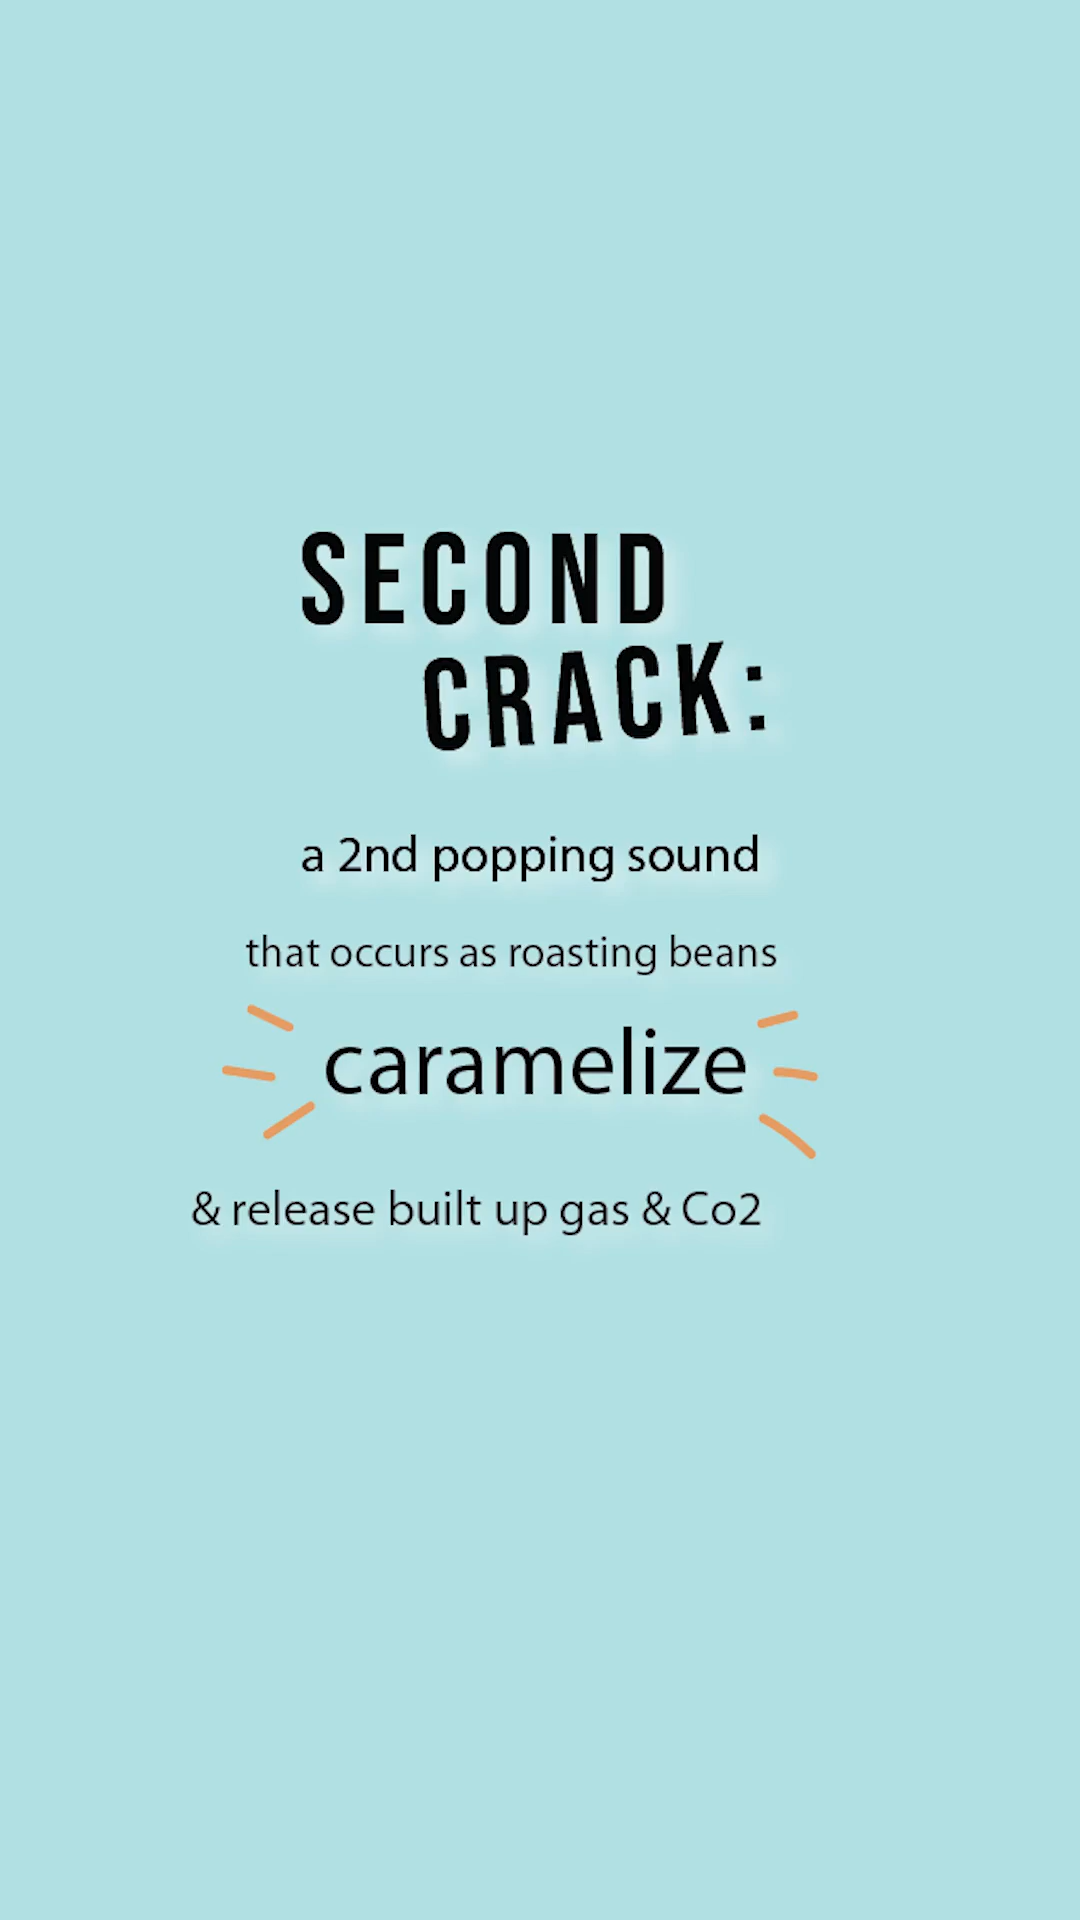 SECOND
CRACK:
a 2nd popping sound
that occurs as roasting beans
caramelize
& release built up gas & Co2